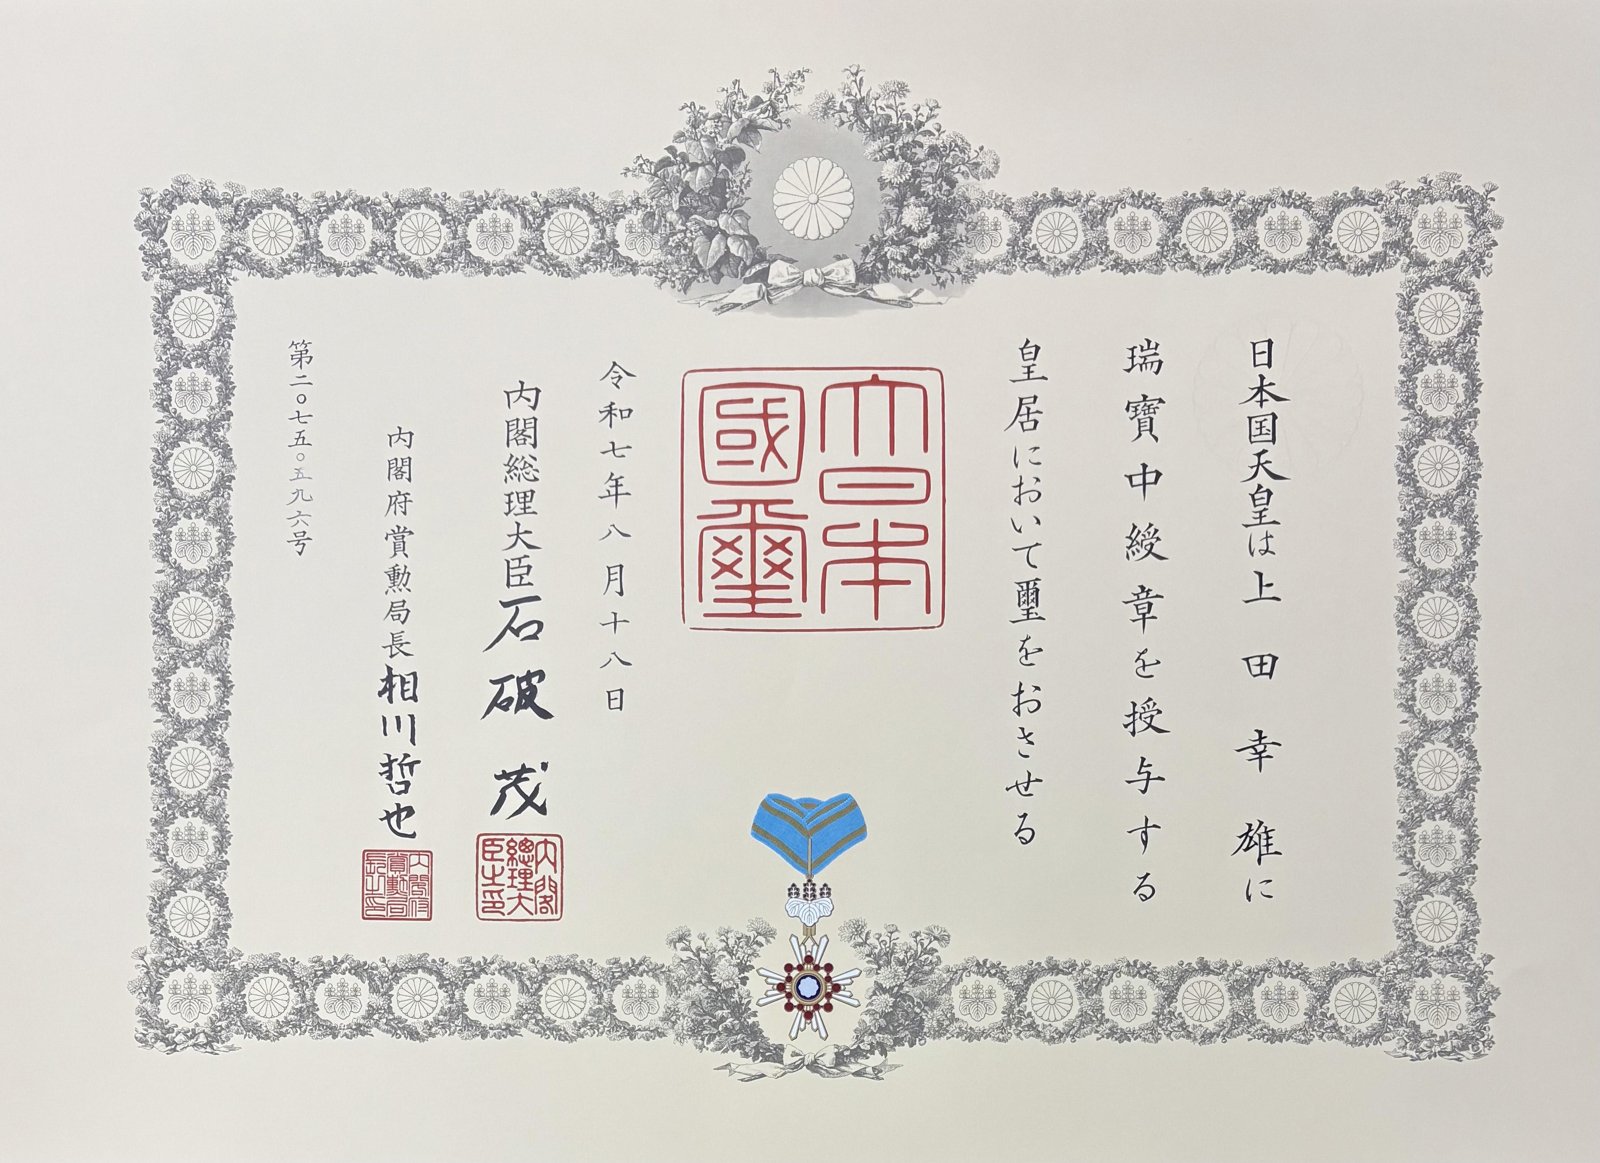 日本国天皇は上田幸雄に
瑞寶中綬章を授与する
皇居において璽をおさせる
大日本國璽
令和七年八月十八日
内閣総理大臣石破茂
内閣総理大臣之印
内閣府賞勲局長相川哲也
内閣府賞勲局長之印
第二〇七五〇五九六号